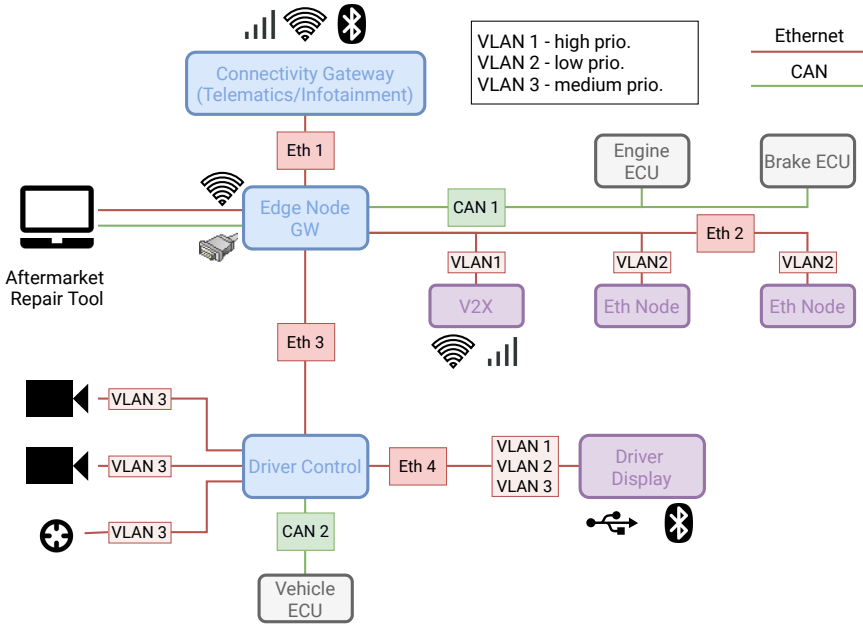 Connectivity Gateway
(Telematics/Infotainment)
VLAN 1 - high prio.
VLAN 2 - low prio.
VLAN 3 - medium prio.
Ethernet
CAN
Eth 1
Engine
ECU
Brake ECU
Edge Node
GW
CAN 1
Eth 2
Aftermarket
Repair Tool
VLAN1
VLAN2
VLAN2
V2X
Eth Node
Eth Node
Eth 3
VLAN 3
VLAN 3
VLAN 3
Driver Control
Eth 4
VLAN 1
VLAN 2
VLAN 3
Driver
Display
CAN 2
Vehicle
ECU